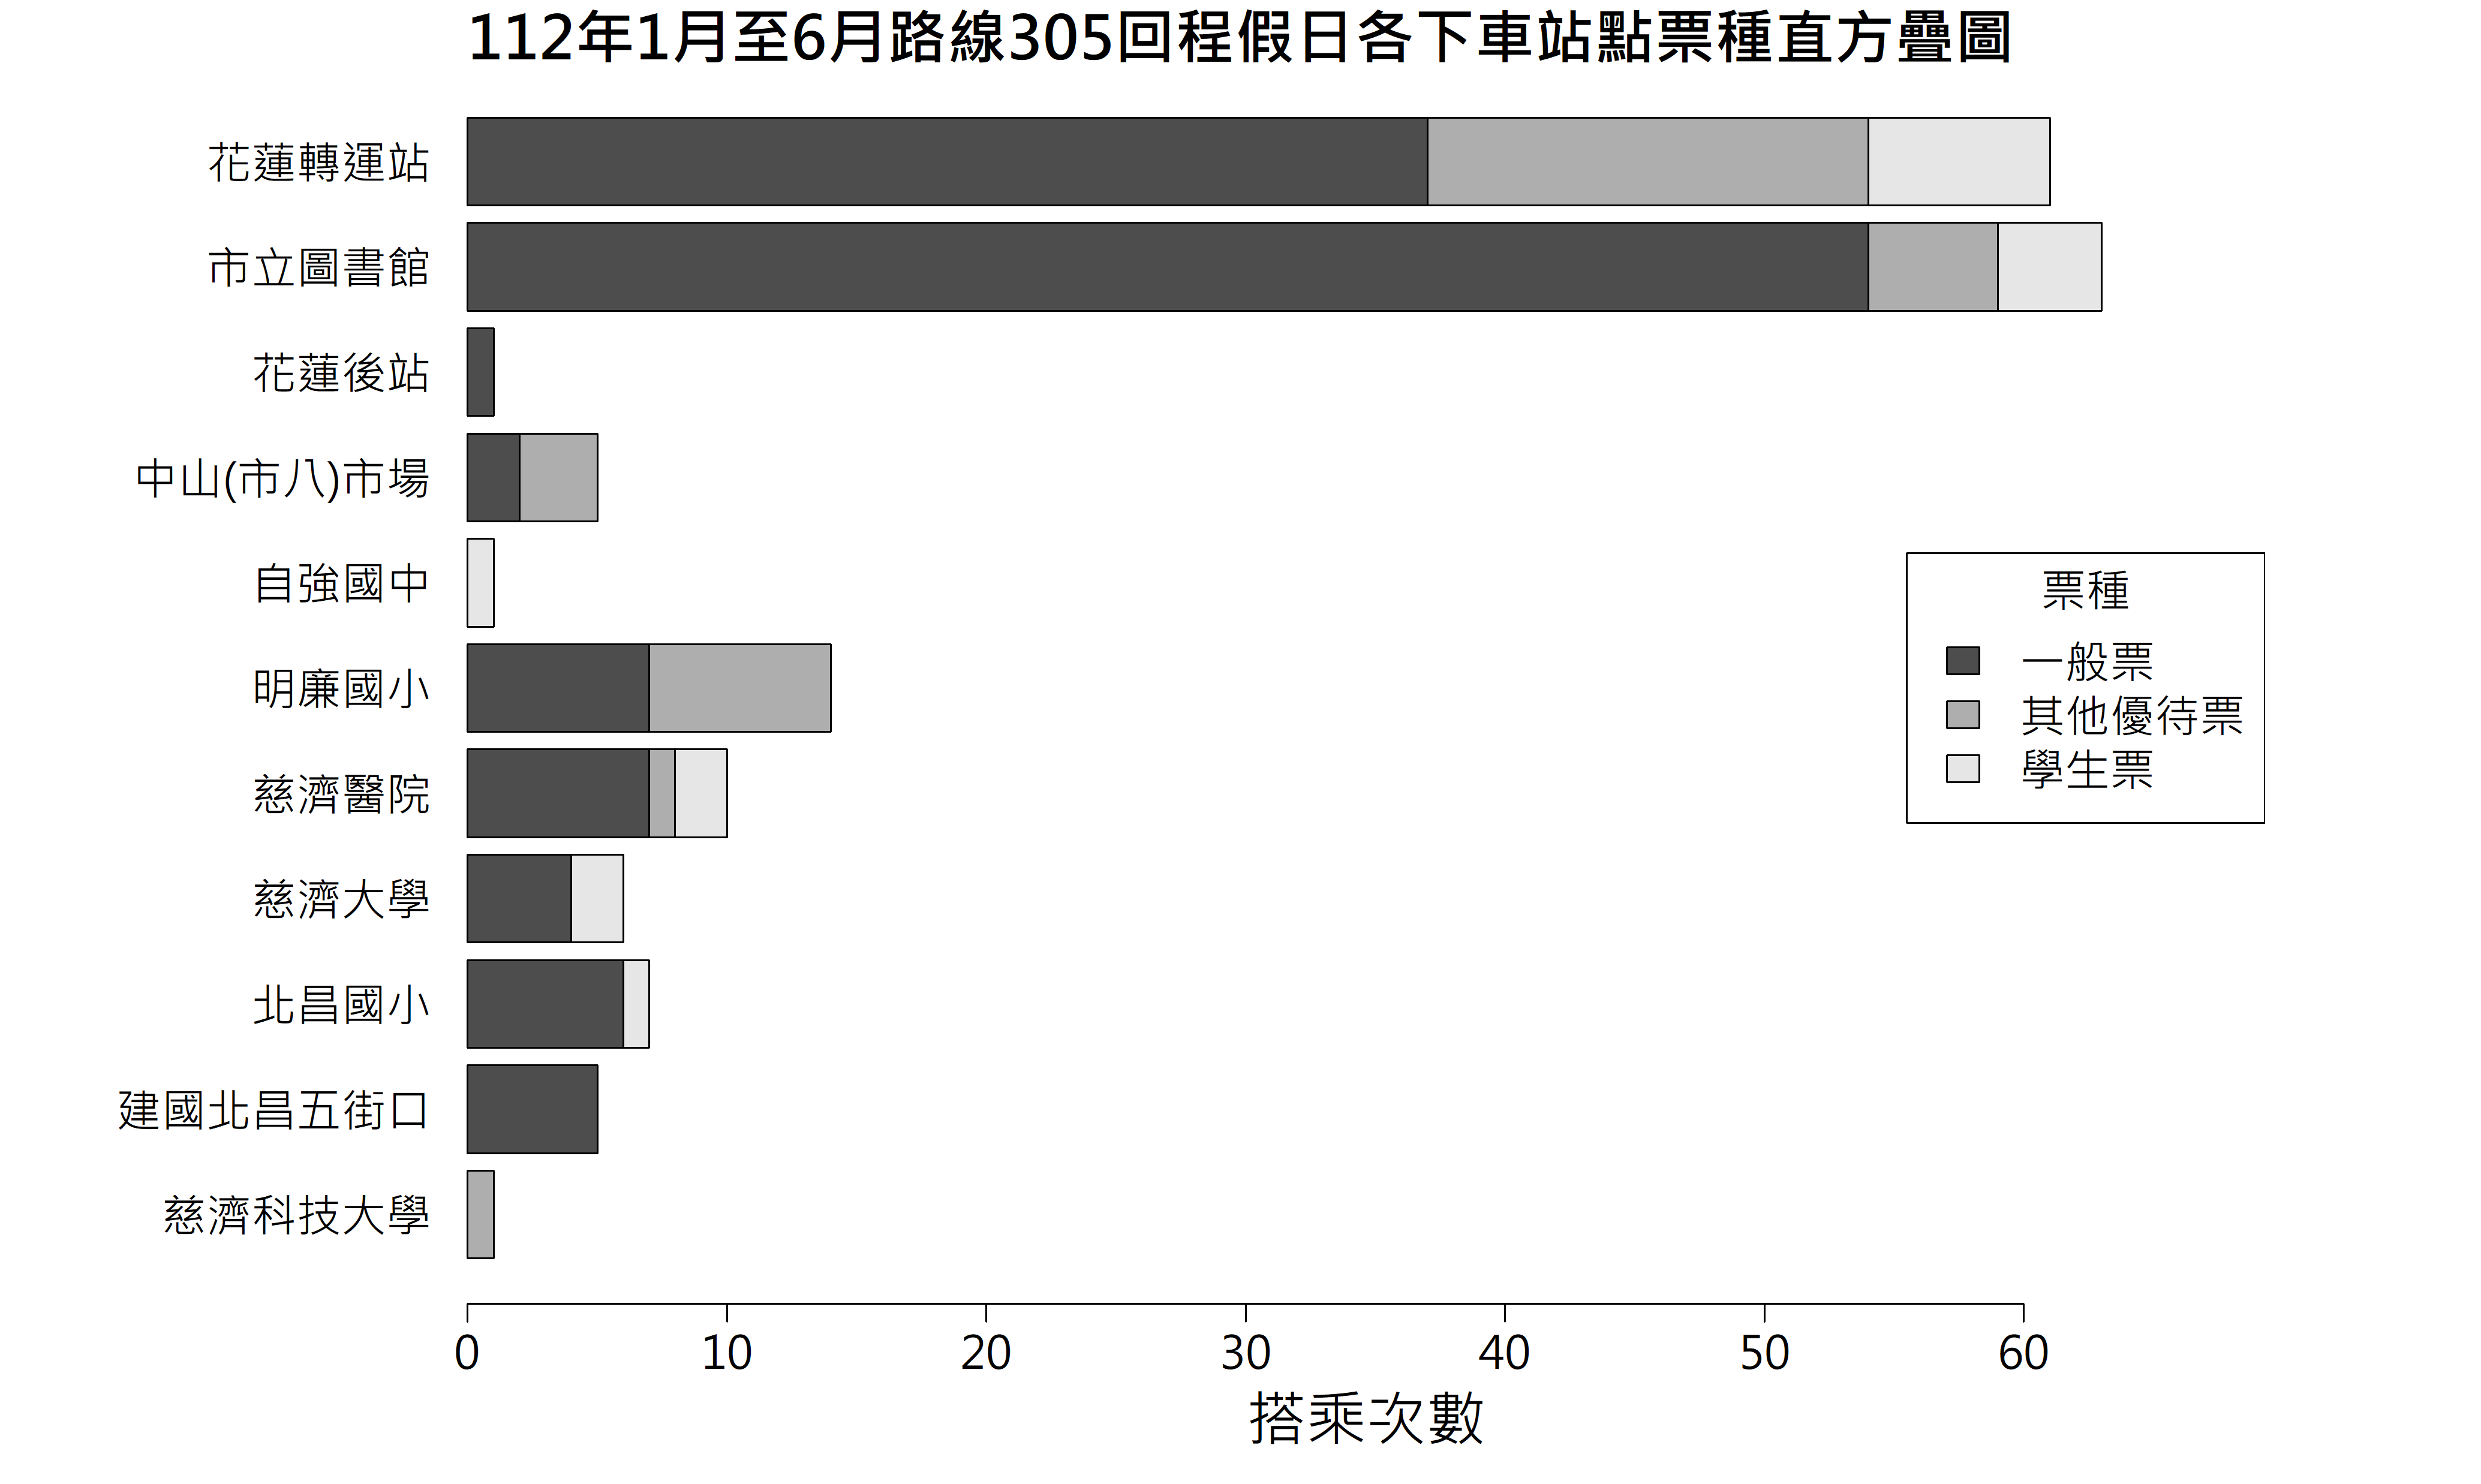 112年1月至6月路線305回程假日各下車站點票種直方疊圖
花蓮轉運站
市立圖書館
花蓮後站
中山(市八)市場
自強國中
明廉國小
慈濟醫院
慈濟大學
北昌國小
建國北昌五街口
慈濟科技大學
票種
一般票
其他優待票
學生票
0 10 20 30 40 50 60
搭乘次數